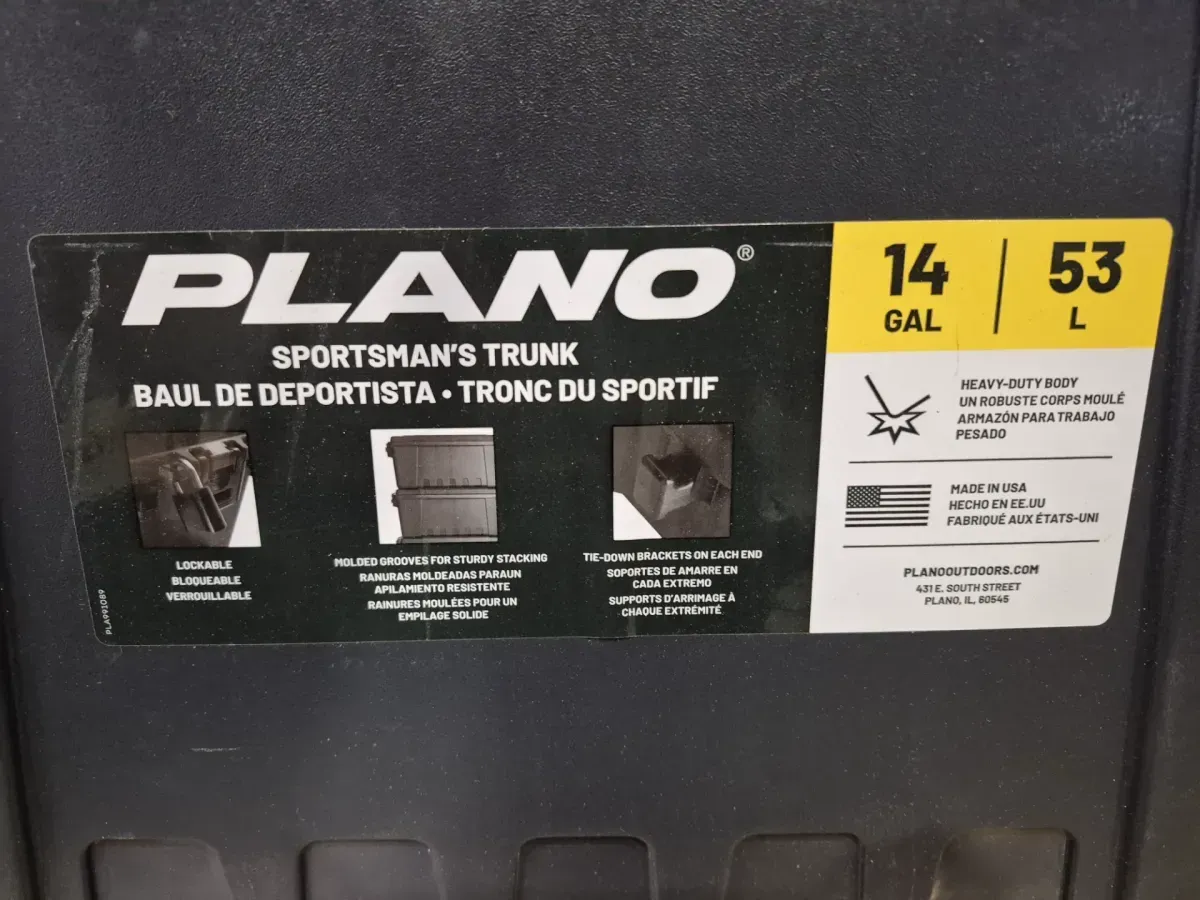 PLANO®
SPORTSMAN'S TRUNK
BAUL DE DEPORTISTA • TRONC DU SPORTIF
LOCKABLE
BLOQUEABLE
VERROUILLABLE
MOLDED GROOVES FOR STURDY STACKING
RANURAS MOLDEADAS PARAUN
APILAMIENTO RESISTENTE
RAINURES MOULÉES POUR UN
EMPILAGE SOLIDE
TIE-DOWN BRACKETS ON EACH END
SOPORTES DE AMARRE EN
CADA EXTREMO
SUPPORTS D'ARRIMAGE À
CHAQUE EXTRÉMITÉ
PLA991089
14 GAL | 53 L
HEAVY-DUTY BODY
UN ROBUSTE CORPS MOULÉ
ARMAZÓN PARA TRABAJO
PESADO
MADE IN USA
HECHO EN EE.UU
FABRIQUÉ AUX ÉTATS-UNI
PLANOOUTDOORS.COM
431 E. SOUTH STREET
PLANO, IL, 60545